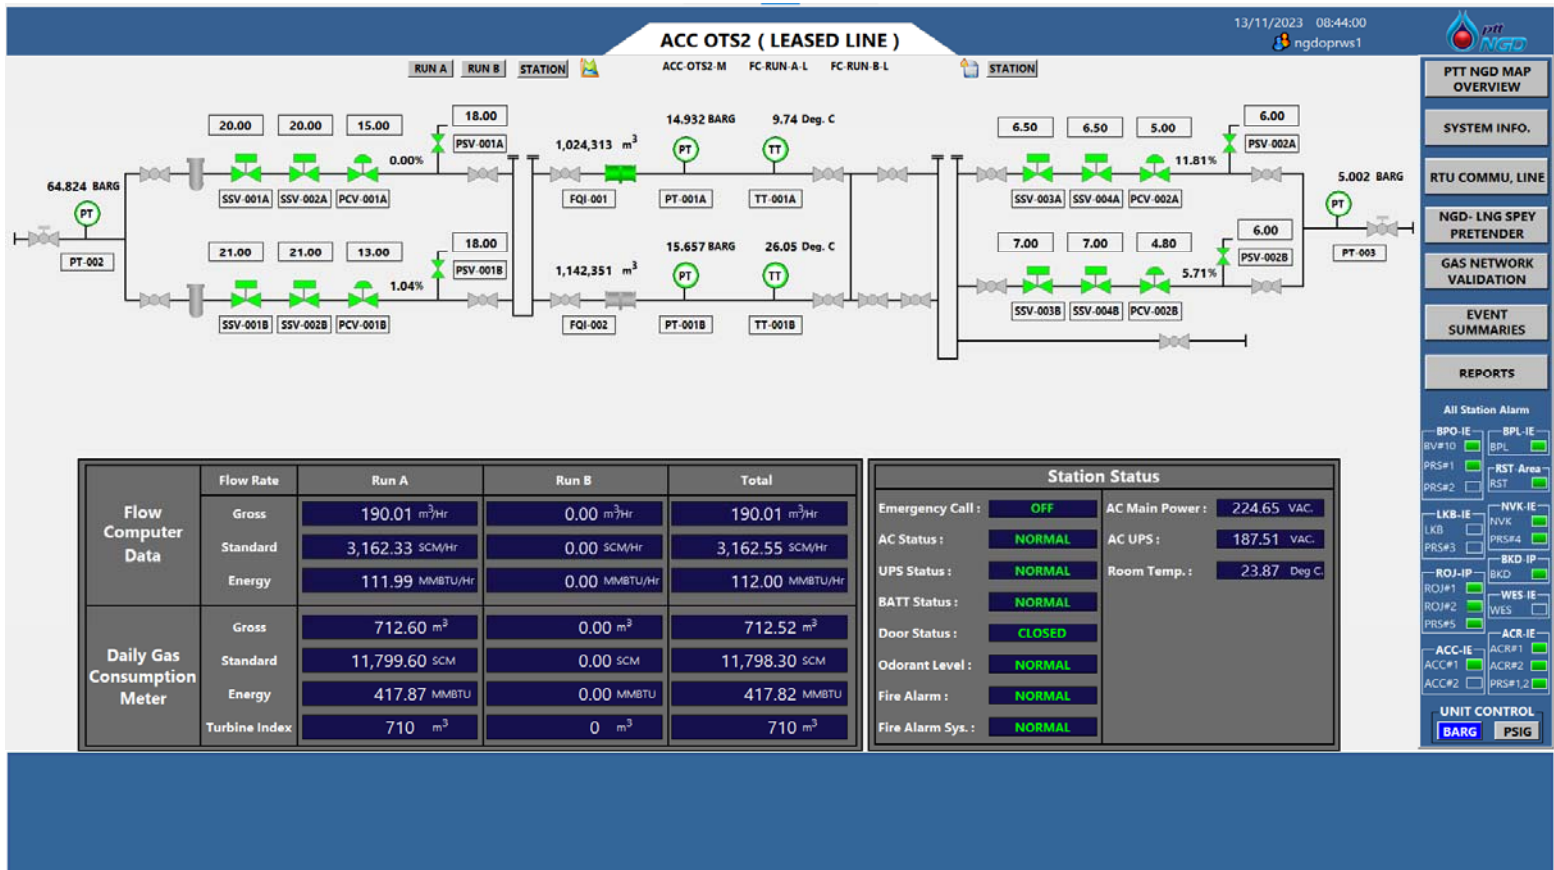 13/11/2023 08:44:00
ngdoprws1
ptt
NGD
ACC OTS2 ( LEASED LINE )
RUN A RUN B STATION
ACC-OTS2-M FC-RUN-A-L FC-RUN-B-L
STATION
20.00 20.00 15.00
18.00
PSV-001A
0.00%
SSV-001A SSV-002A PCV-001A
64.824 BARG
PT
PT-002
21.00 21.00 13.00
18.00
PSV-001B
1.04%
SSV-001B SSV-002B PCV-001B
1,024,313 m3
FQI-001
14.932 BARG 9.74 Deg. C
PT TT
PT-001A TT-001A
1,142,351 m3
FQI-002
15.657 BARG 26.05 Deg. C
PT TT
PT-001B TT-001B
6.50 6.50 5.00
6.00
PSV-002A
11.81%
SSV-003A SSV-004A PCV-002A
7.00 7.00 4.80
6.00
PSV-002B
5.71%
SSV-003B SSV-004B PCV-002B
5.002 BARG
PT
PT-003
Flow Computer Data
Flow Rate Run A Run B Total
Gross 190.01 m3/Hr 0.00 m3/Hr 190.01 m3/Hr
Standard 3,162.33 SCM/Hr 0.00 SCM/Hr 3,162.55 SCM/Hr
Energy 111.99 MMBTU/Hr 0.00 MMBTU/Hr 112.00 MMBTU/Hr
Daily Gas Consumption Meter
Gross 712.60 m3 0.00 m3 712.52 m3
Standard 11,799.60 SCM 0.00 SCM 11,798.30 SCM
Energy 417.87 MMBTU 0.00 MMBTU 417.82 MMBTU
Turbine Index 710 m3 0 m3 710 m3
Station Status
Emergency Call : OFF AC Main Power : 224.65 VAC.
AC Status : NORMAL AC UPS : 187.51 VAC.
UPS Status : NORMAL Room Temp. : 23.87 Deg C.
BATT Status : NORMAL
Door Status : CLOSED
Odorant Level : NORMAL
Fire Alarm : NORMAL
Fire Alarm Sys. : NORMAL
PTT NGD MAP
OVERVIEW
SYSTEM INFO.
RTU COMMU, LINE
NGD- LNG SPEY
PRETENDER
GAS NETWORK
VALIDATION
EVENT
SUMMARIES
REPORTS
All Station Alarm
BPO-IE BPL-IE
BV#10 BPL
PRS#1 RST-Area
PRS#2 RST
LKB-IE NVK-IE
LKB NVK
PRS#3 PRS#4
BKD-IP
ROJ-IP BKD
ROJ#1 WES-IE
ROJ#2 WES
PRS#5 ACR-IE
ACC-IE ACR#1
ACC#1 ACR#2
ACC#2 PRS#1,2
UNIT CONTROL
BARG PSIG